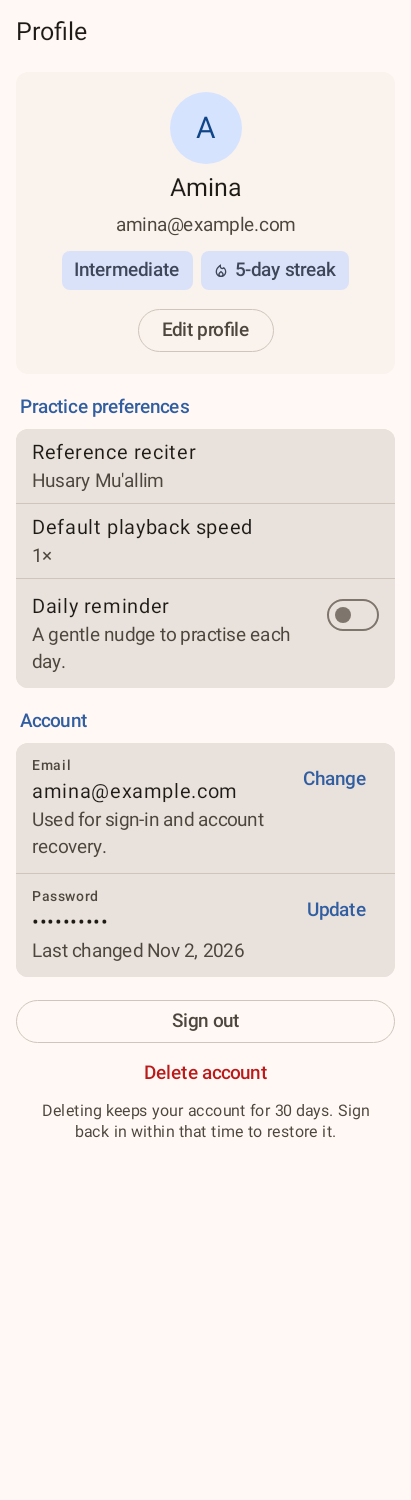 Profile
A
Amina
amina@example.com
Intermediate
5-day streak
Edit profile
Practice preferences
Reference reciter
Husary Mu'allim
Default playback speed
1×
Daily reminder
A gentle nudge to practise each
day.
Account
Email
amina@example.com
Change
Used for sign-in and account
recovery.
Password
••••••••••
Update
Last changed Nov 2, 2026
Sign out
Delete account
Deleting keeps your account for 30 days. Sign
back in within that time to restore it.